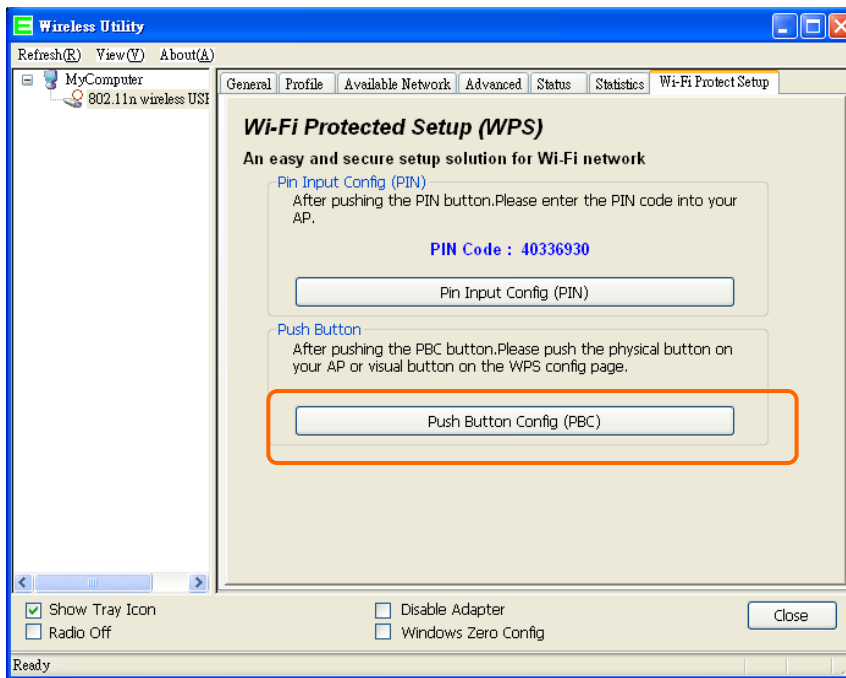 Wireless Utility
Refresh(R) View(V) About(A)
MyComputer
802.11n wireless USB
General Profile Available Network Advanced Status Statistics Wi-Fi Protect Setup
Wi-Fi Protected Setup (WPS)
An easy and secure setup solution for Wi-Fi network
Pin Input Config (PIN)
After pushing the PIN button.Please enter the PIN code into your
AP.
PIN Code : 40336930
Pin Input Config (PIN)
Push Button
After pushing the PBC button.Please push the physical button on
your AP or visual button on the WPS config page.
Push Button Config (PBC)
Show Tray Icon
Disable Adapter
Radio Off
Windows Zero Config
Close
Ready